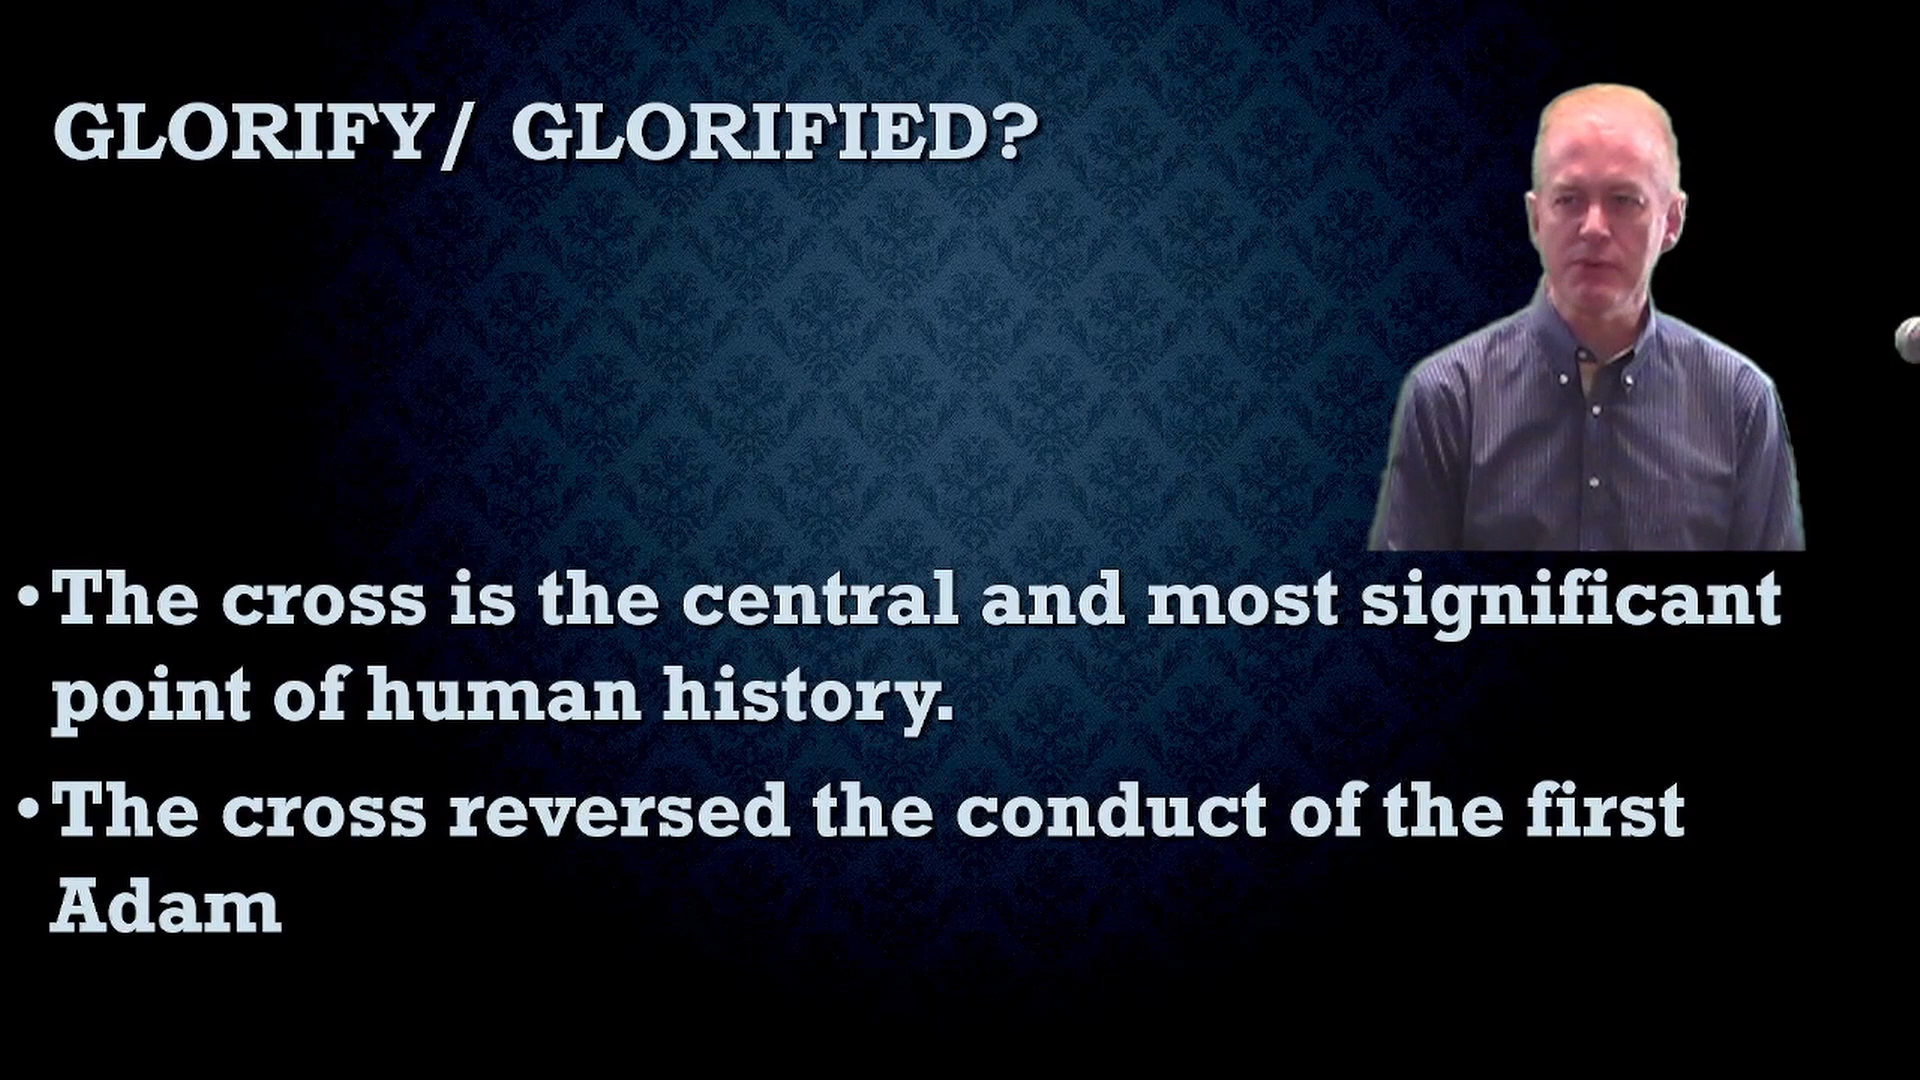 GLORIFY/ GLORIFIED?
•The cross is the central and most significant
point of human history.
•The cross reversed the conduct of the first
Adam